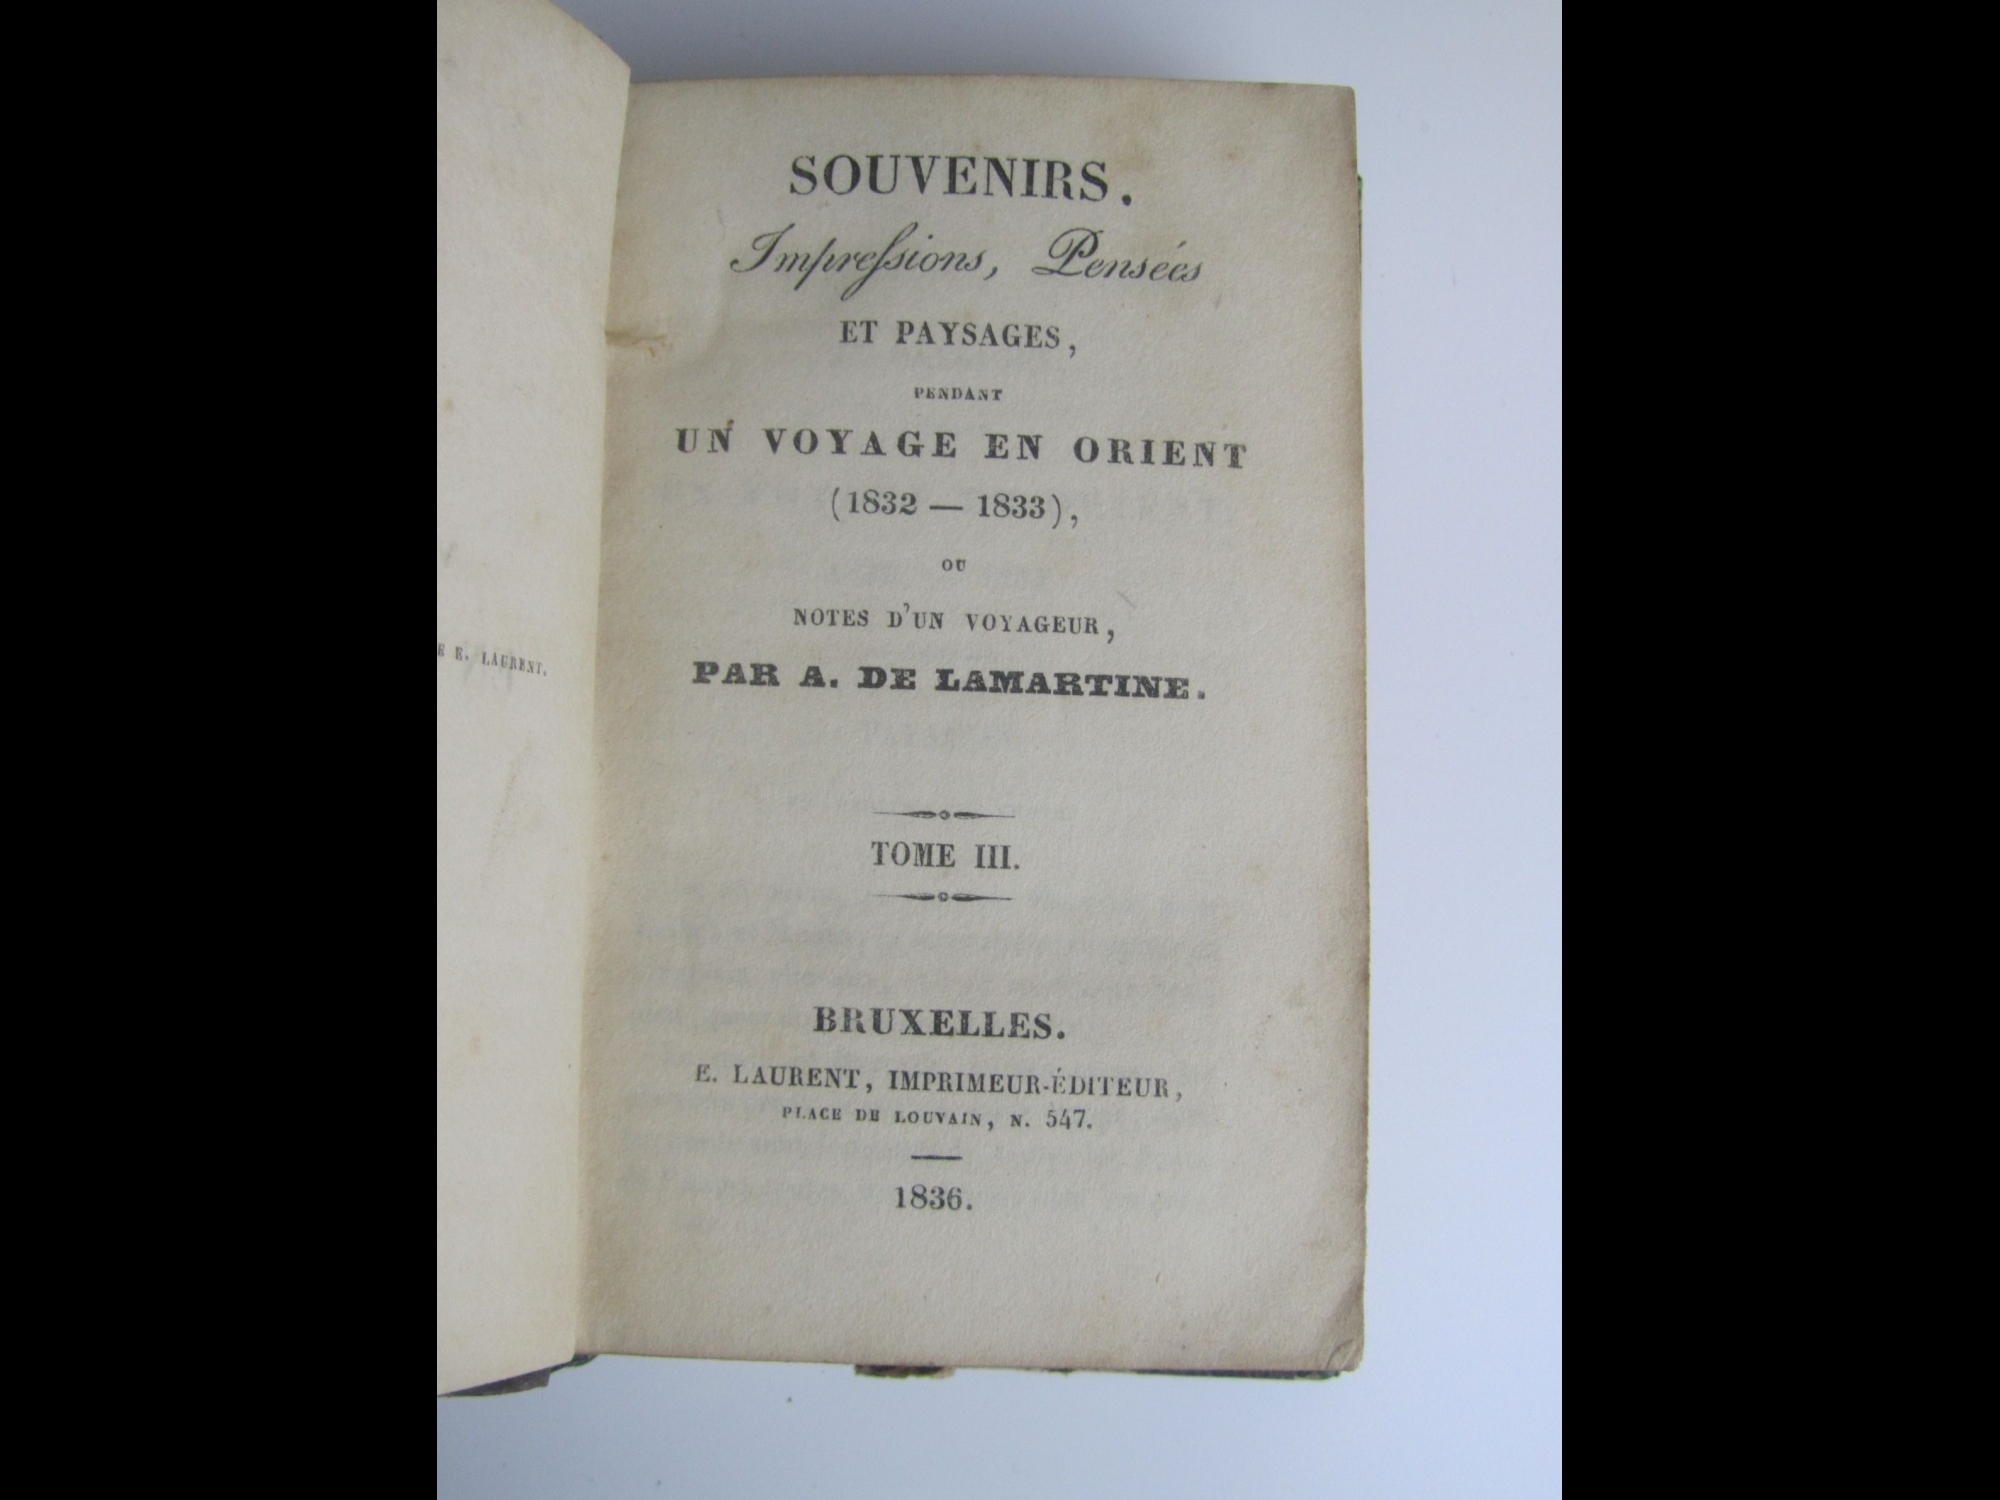 E E. LAURENT.
SOUVENIRS.
Impreſsions, Pensées
ET PAYSAGES,
PENDANT
UN VOYAGE EN ORIENT
(1832 — 1833),
OU
NOTES D'UN VOYAGEUR,
PAR A. DE LAMARTINE.
TOME III.
BRUXELLES.
E. LAURENT, IMPRIMEUR-ÉDITEUR,
PLACE DE LOUVAIN, N. 547.
1836.